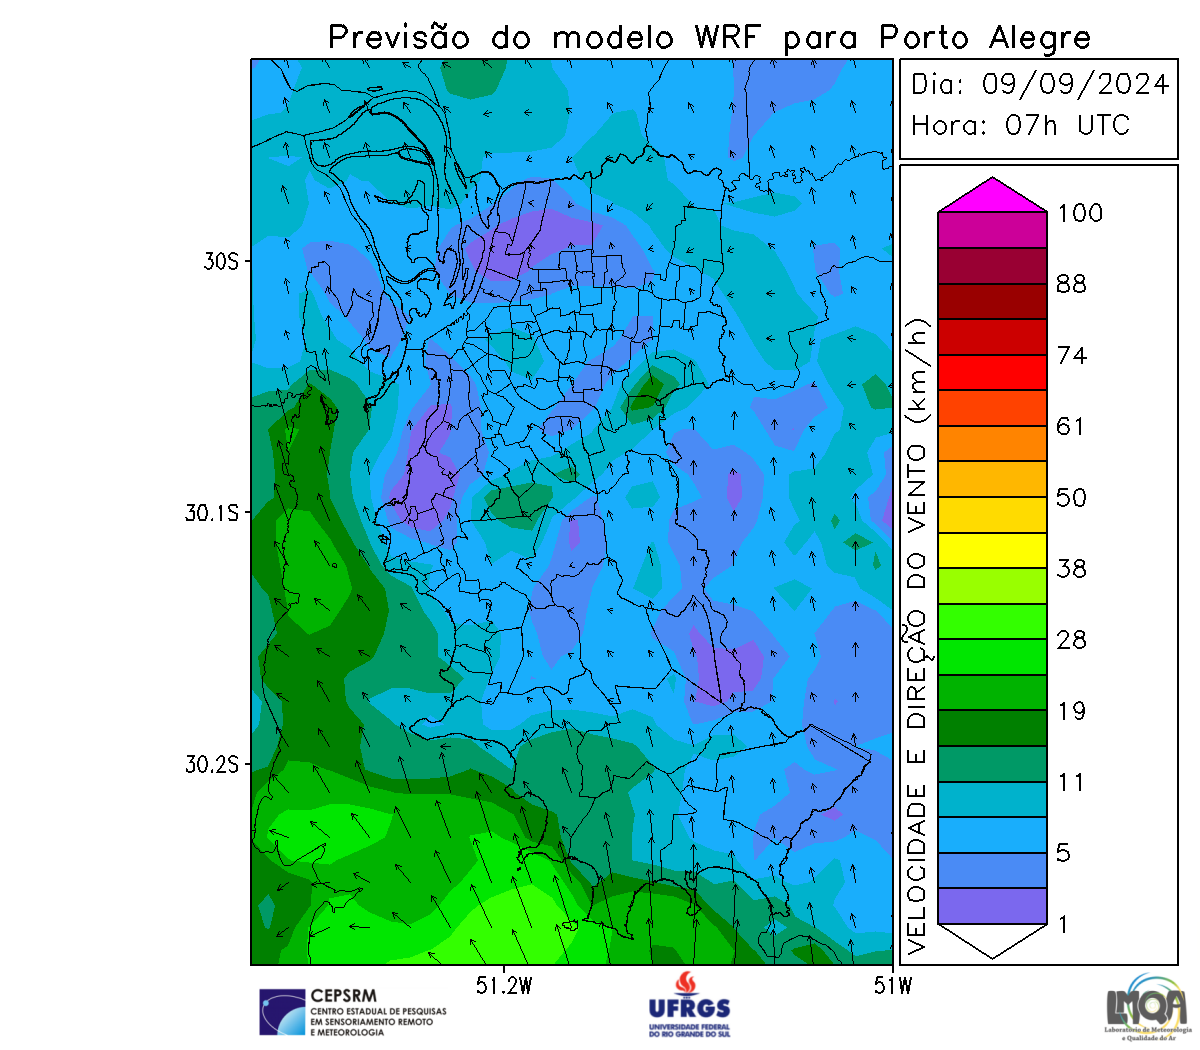 Previsão do modelo WRF para Porto Alegre
Dia: 09/09/2024
Hora: 07h UTC
30S
30.1S
30.2S
51.2W
51W
VELOCIDADE E DIREÇÃO DO VENTO (km/h)
100
88
74
61
50
38
28
19
11
5
1
CEPSRM
CENTRO ESTADUAL DE PESQUISAS
EM SENSORIAMENTO REMOTO
E METEOROLOGIA
UFRGS
UNIVERSIDADE FEDERAL
DO RIO GRANDE DO SUL
LMQA
Laboratório de Meteorologia
e Qualidade do Ar